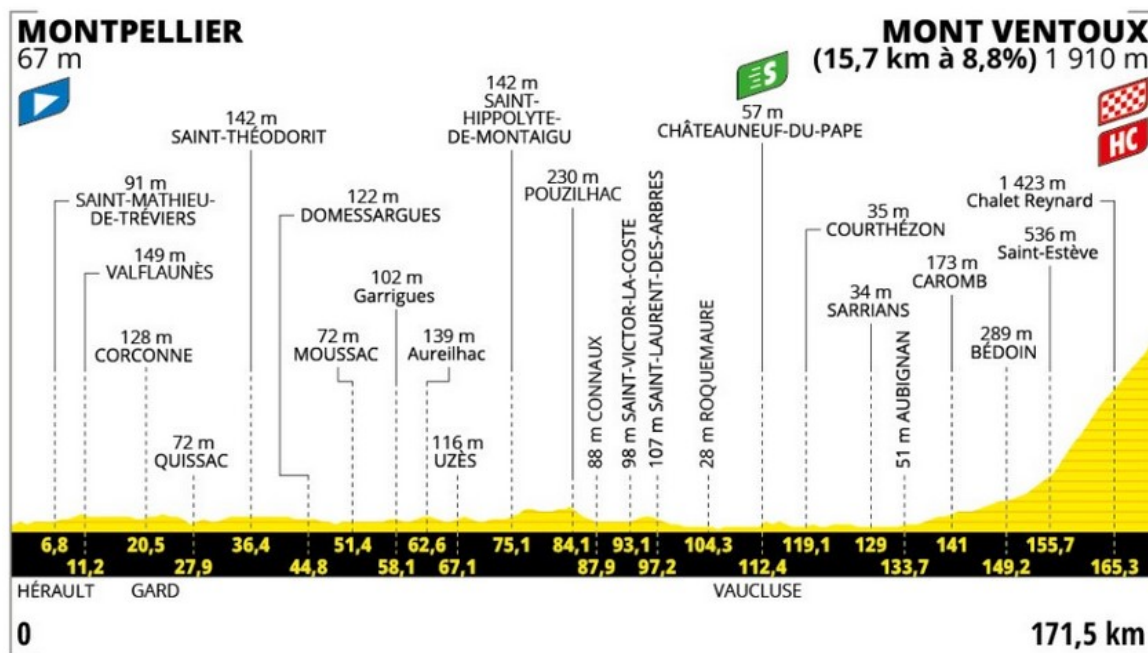 MONTPELLIER
67 m
MONT VENTOUX
(15,7 km à 8,8%) 1 910 m
S
HC
91 m
SAINT-MATHIEU-
DE-TRÉVIERS
149 m
VALFLAUNÈS
128 m
CORCONNE
72 m
QUISSAC
142 m
SAINT-THÉODORIT
122 m
DOMESSARGUES
72 m
MOUSSAC
102 m
Garrigues
139 m
Aureilhac
116 m
UZÈS
142 m
SAINT-
HIPPOLYTE-
DE-MONTAIGU
230 m
POUZILHAC
88 m CONNAUX
98 m SAINT-VICTOR-LA-COSTE
107 m SAINT-LAURENT-DES-ARBRES
28 m ROQUEMAURE
57 m
CHÂTEAUNEUF-DU-PAPE
35 m
COURTHÉZON
34 m
SARRIANS
51 m AUBIGNAN
173 m
CAROMB
289 m
BÉDOIN
536 m
Saint-Estève
1 423 m
Chalet Reynard
6,8 20,5 36,4 51,4 62,6 75,1 84,1 93,1 104,3 119,1 129 141 155,7
11,2 27,9 44,8 58,1 67,1 87,9 97,2 112,4 133,7 149,2 165,3
HÉRAULT GARD VAUCLUSE
0 171,5 km